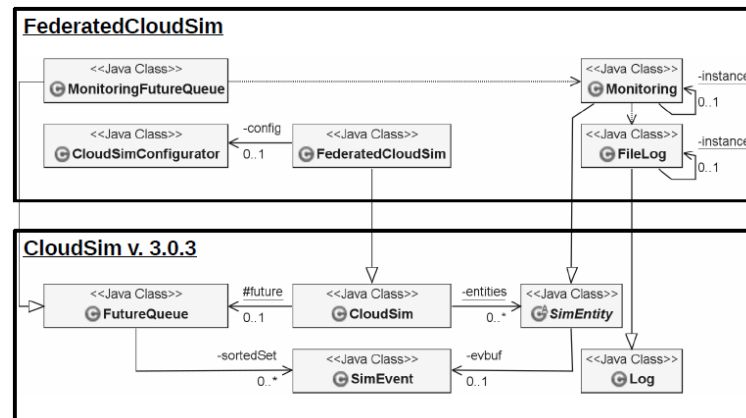 FederatedCloudSim
<<Java Class>>
MonitoringFutureQueue
<<Java Class>>
Monitoring
-instance
0..1
<<Java Class>>
CloudSimConfigurator
-config
0..1
<<Java Class>>
FederatedCloudSim
<<Java Class>>
FileLog
-instance
0..1
CloudSim v. 3.0.3
<<Java Class>>
FutureQueue
#future
0..1
<<Java Class>>
CloudSim
-entities
0..*
<<Java Class>>
SimEntity
-sortedSet
0..*
<<Java Class>>
SimEvent
-evbuf
0..1
<<Java Class>>
Log